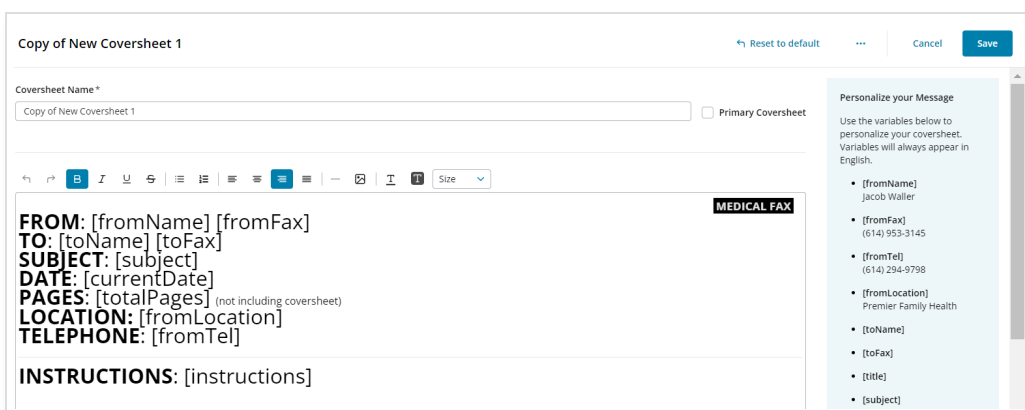 Copy of New Coversheet 1
Reset to default
···
Cancel
Save
Coversheet Name*
Copy of New Coversheet 1
Primary Coversheet
B I U S T T Size
MEDICAL FAX
FROM: [fromName] [fromFax]
TO: [toName] [toFax]
SUBJECT: [subject]
DATE: [currentDate]
PAGES: [totalPages] (not including coversheet)
LOCATION: [fromLocation]
TELEPHONE: [fromTel]
INSTRUCTIONS: [instructions]
Personalize your Message
Use the variables below to
personalize your coversheet.
Variables will always appear in
English.
• [fromName]
Jacob Waller
• [fromFax]
(614) 953-3145
• [fromTel]
(614) 294-9798
• [fromLocation]
Premier Family Health
• [toName]
• [toFax]
• [title]
• [subject]